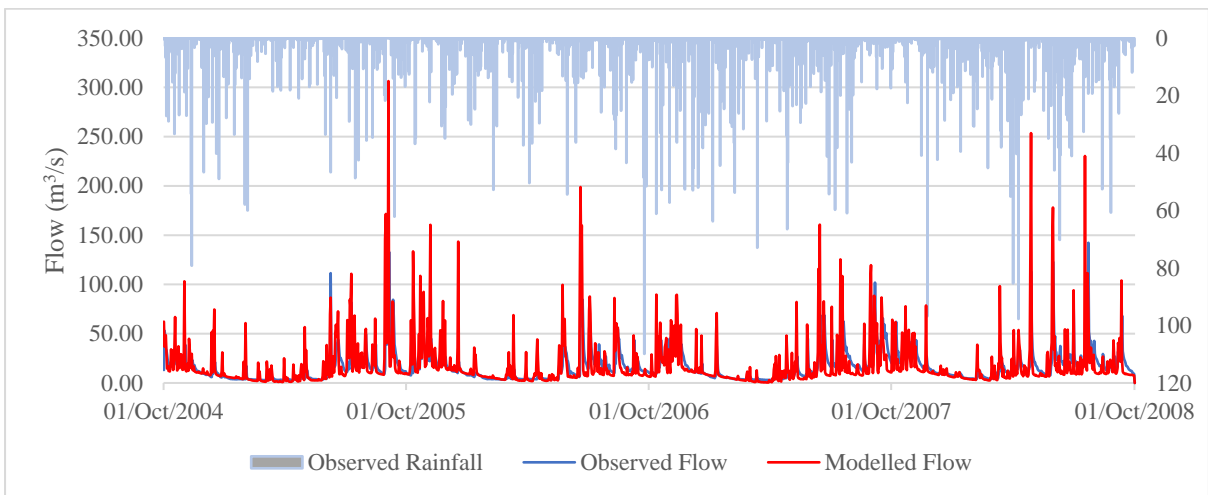 350.00
300.00
250.00
200.00
150.00
100.00
50.00
0.00
Flow (m³/s)
0
20
40
60
80
100
120
01/Oct/2004
01/Oct/2005
01/Oct/2006
01/Oct/2007
01/Oct/2008
Observed Rainfall
Observed Flow
Modelled Flow